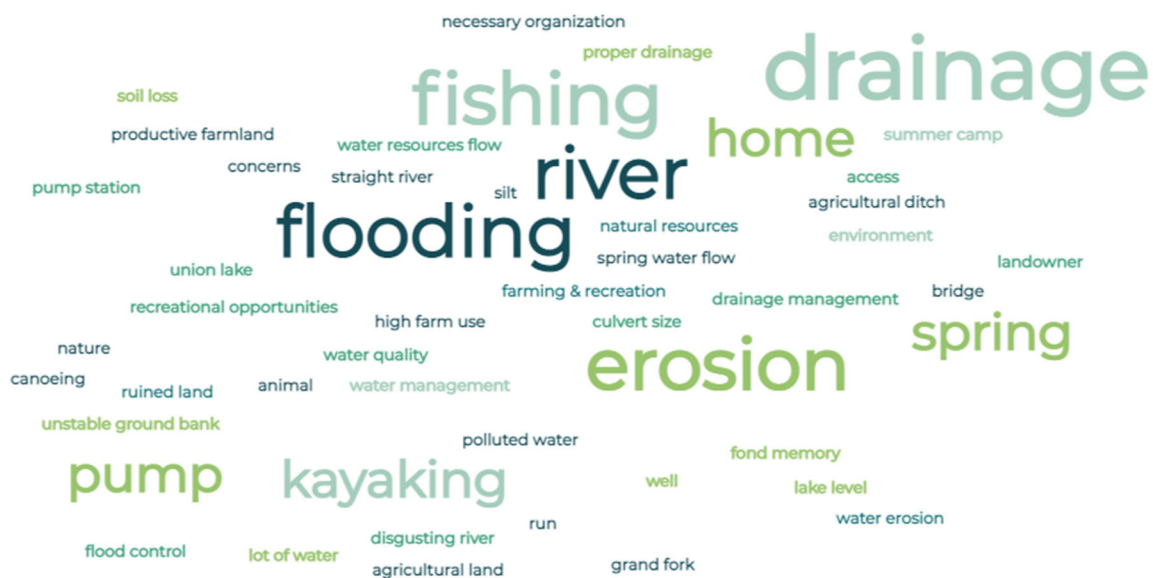 necessary organization
proper drainage
drainage
fishing
soil loss
productive farmland
home
summer camp
water resources flow
concerns
straight river
river
pump station
silt
access
agricultural ditch
flooding
natural resources
environment
spring water flow
landowner
union lake
farming & recreation
drainage management
bridge
recreational opportunities
high farm use
culvert size
spring
nature
water quality
erosion
canoeing
ruined land
animal
water management
unstable ground bank
polluted water
fond memory
pump
kayaking
well
lake level
run
water erosion
disgusting river
flood control
lot of water
agricultural land
grand fork